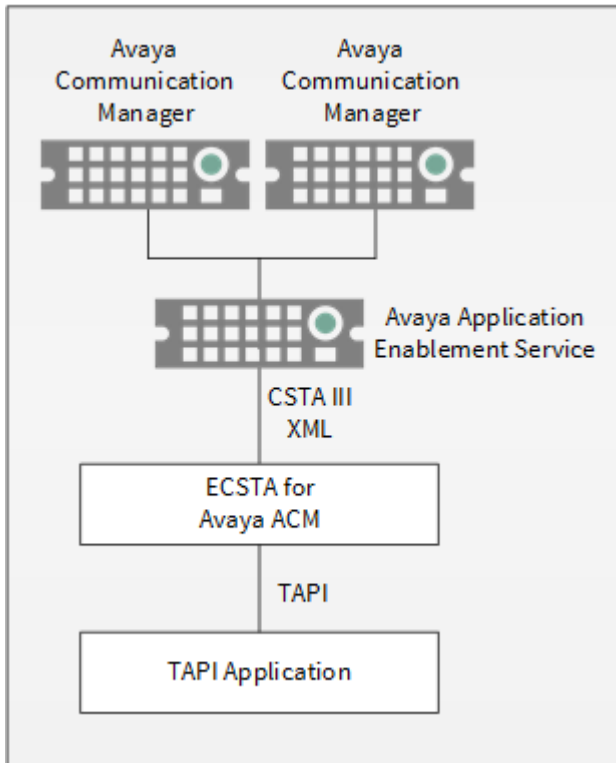 Avaya
Communication
Manager
Avaya
Communication
Manager
Avaya Application
Enablement Service
CSTA III
XML
ECSTA for
Avaya ACM
TAPI
TAPI Application